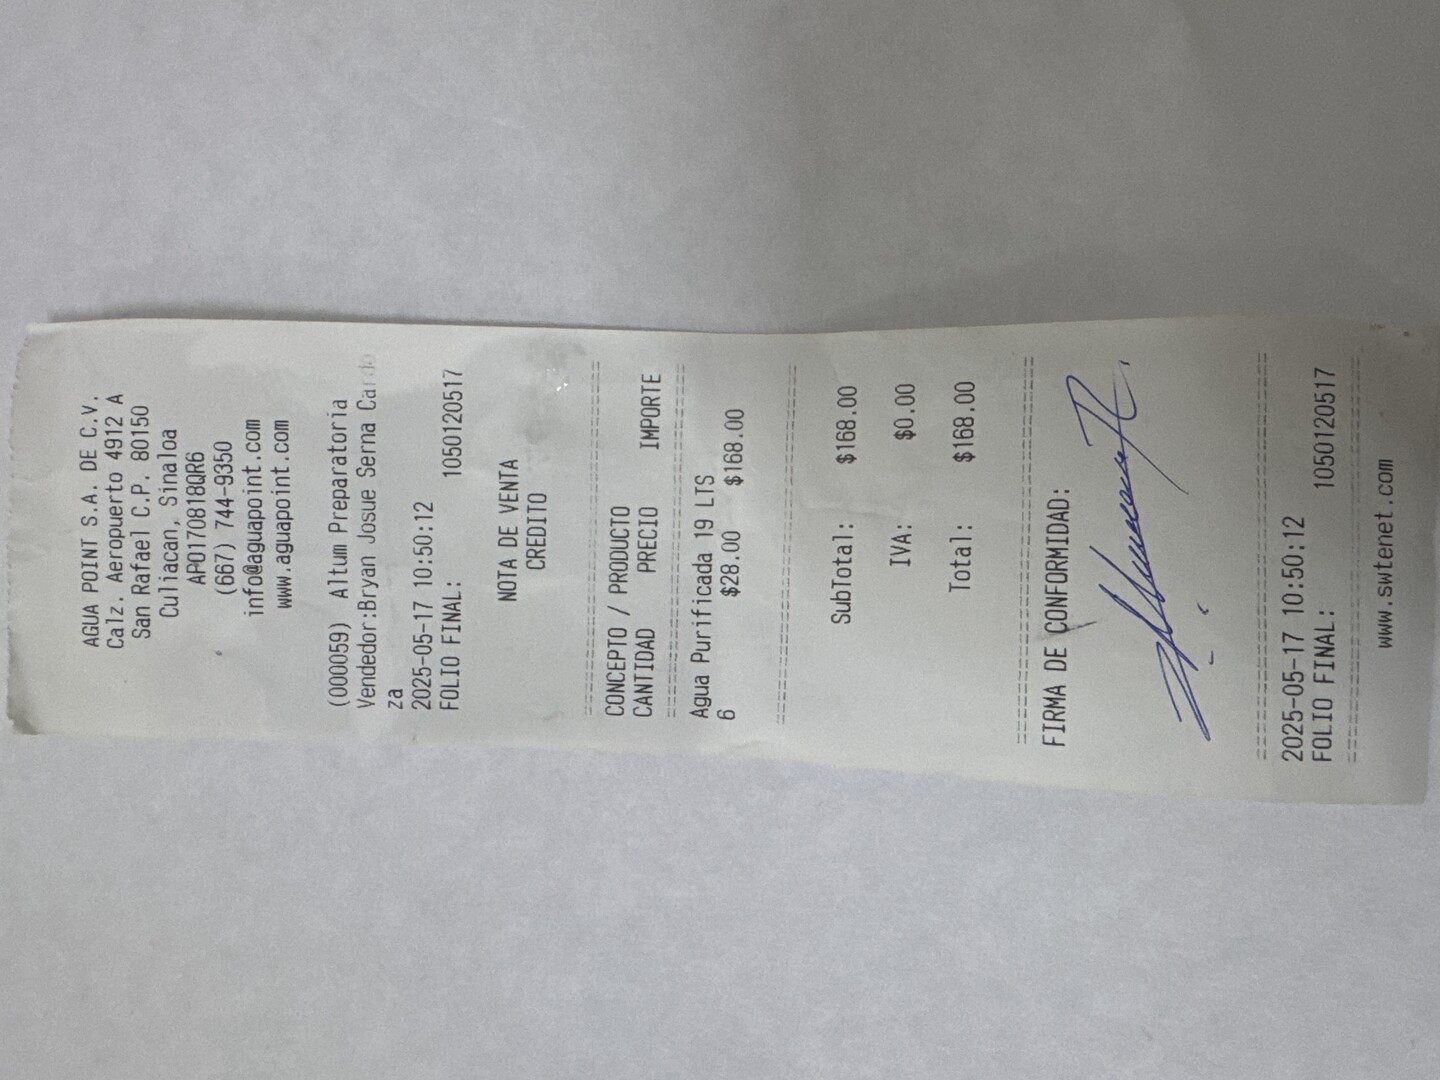 AGUA POINT S.A. DE C.V.
Calz. Aeropuerto 4912 A
San Rafael C.P. 80150
Culiacan, Sinaloa
APO170818QR6
(667) 744-9350
info@aguapoint.com
www.aguapoint.com
(000059) Altum Preparatoria
Vendedor:Bryan Josue Serna Cardo
za
2025-05-17 10:50:12
FOLIO FINAL: 1050120517
NOTA DE VENTA
CREDITO
CONCEPTO / PRODUCTO
CANTIDAD PRECIO IMPORTE
Agua Purificada 19 LTS
6 $28.00 $168.00
SubTotal: $168.00
IVA: $0.00
Total: $168.00
FIRMA DE CONFORMIDAD:
2025-05-17 10:50:12
FOLIO FINAL: 1050120517
www.swtenet.com